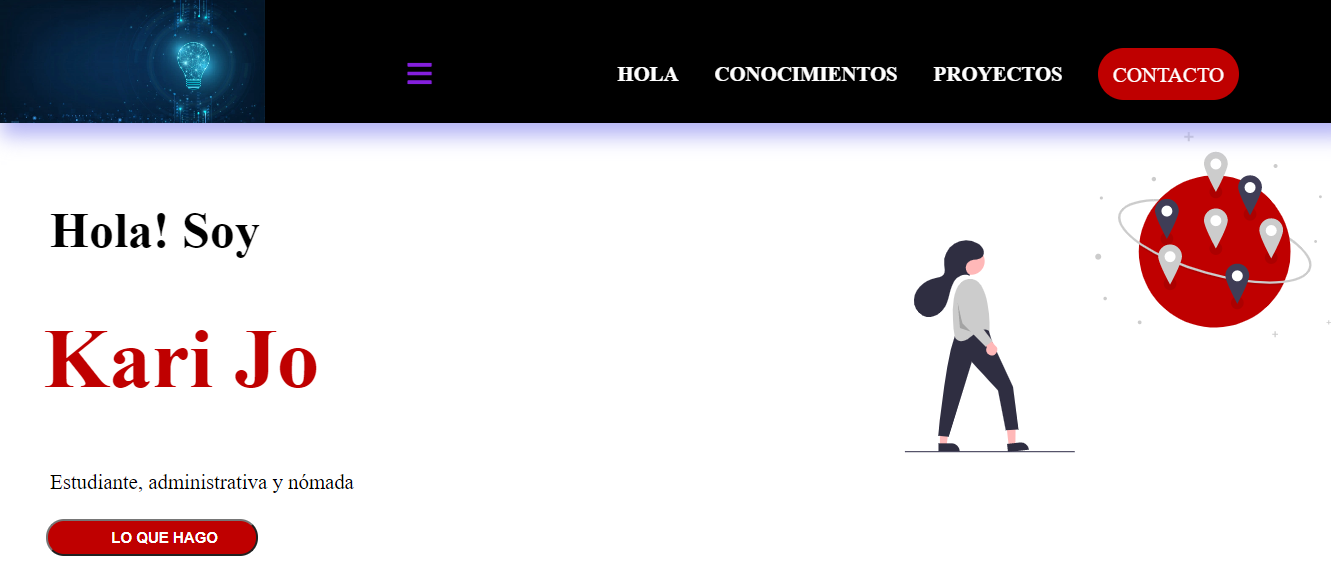 HOLA CONOCIMIENTOS PROYECTOS CONTACTO
Hola! Soy
Kari Jo
Estudiante, administrativa y nómada
LO QUE HAGO